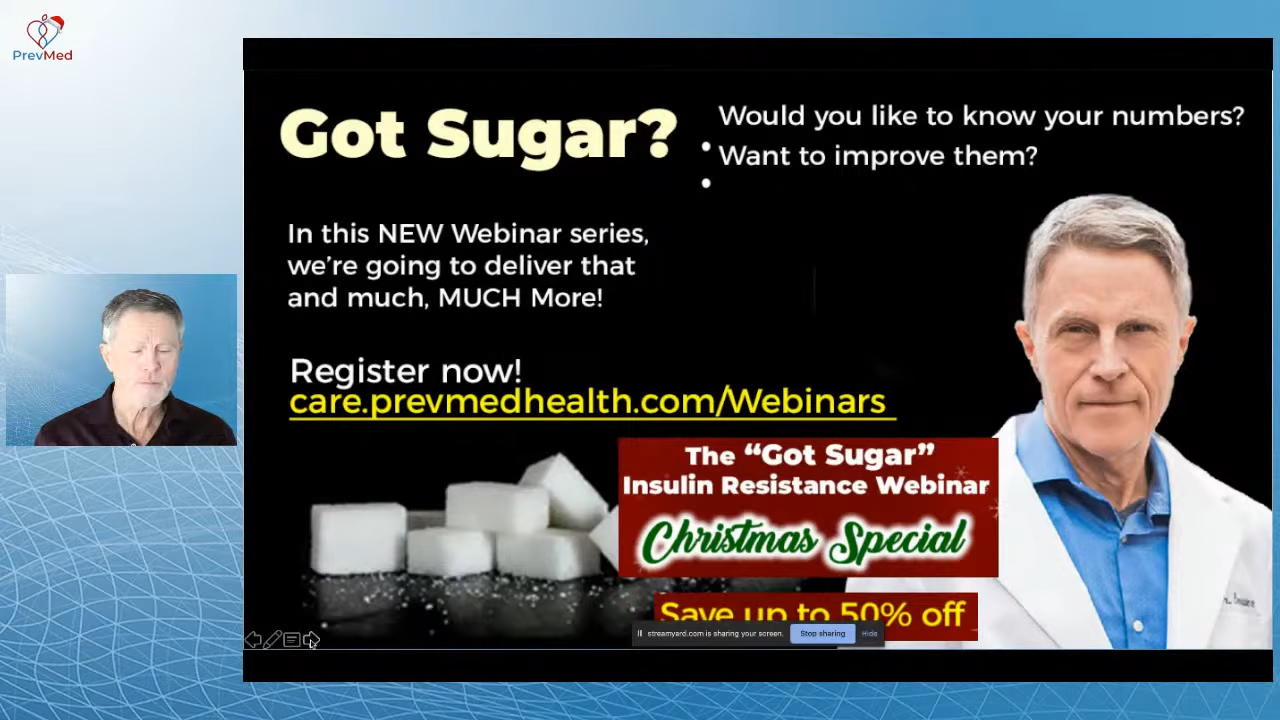 PrevMed
Got Sugar?
Would you like to know your numbers?
Want to improve them?
In this NEW Webinar series,
we're going to deliver that
and much, MUCH More!
Register now!
care.prevmedhealth.com/Webinars
The “Got Sugar”
Insulin Resistance Webinar
Christmas Special
Save up to 50% off
streamyard.com is sharing your screen.
Stop sharing
Hide